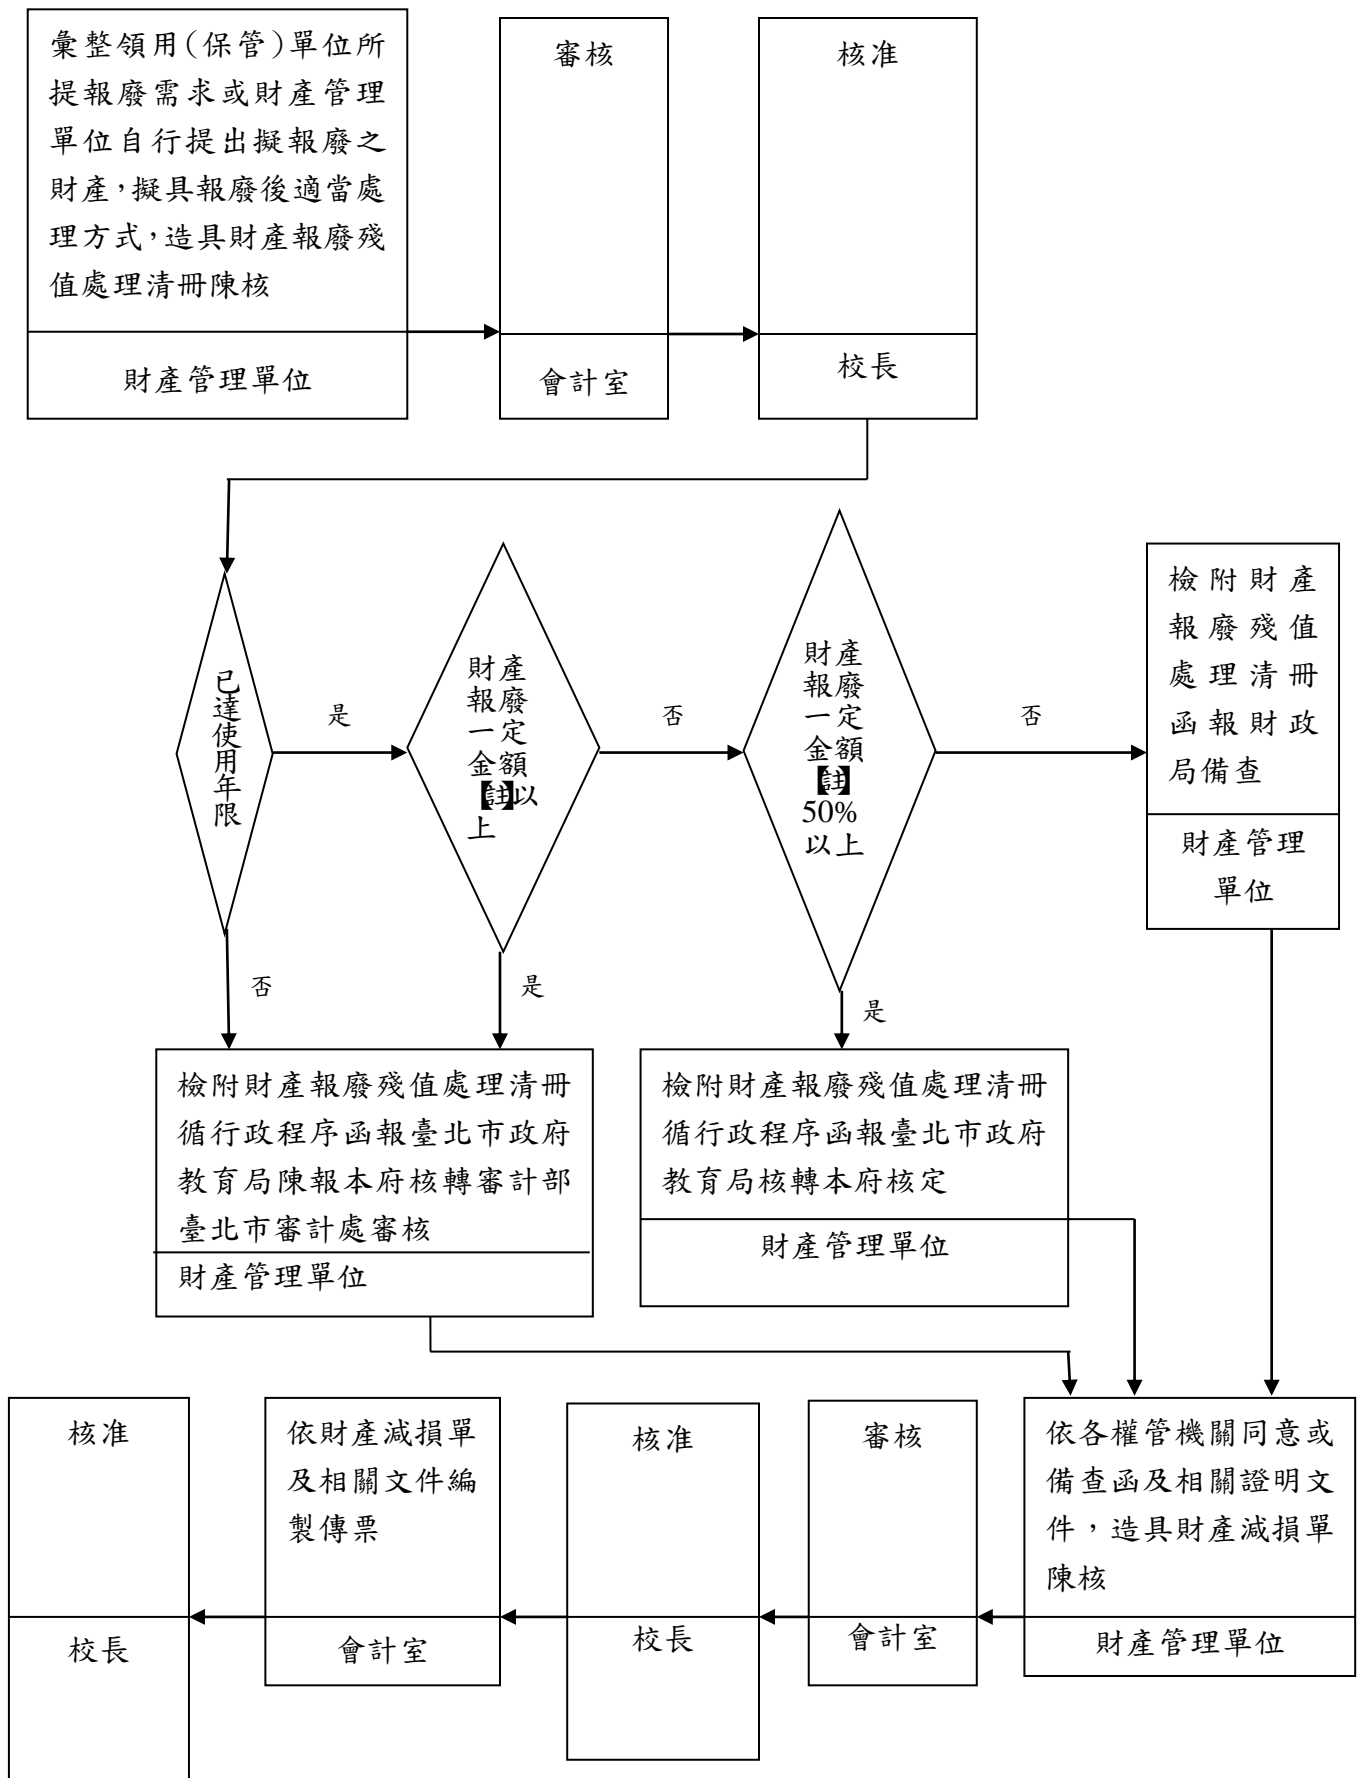 彙整領用(保管)單位所
提報廢需求或財產管理
單位自行提出擬報廢之
財產，擬具報廢後適當處
理方式，造具財產報廢殘
值處理清冊陳核
財產管理單位
審核
會計室
核准
校長
已達使用年限
是
否
財產
報廢
一定
金額
【註】以
上
否
是
財產
報廢
一定
金額
【註】
50%
以上
否
是
檢附財產
報廢殘值
處理清冊
函報財政
局備查
財產管理
單位
檢附財產報廢殘值處理清冊
循行政程序函報臺北市政府
教育局陳報本府核轉審計部
臺北市審計處審核
財產管理單位
檢附財產報廢殘值處理清冊
循行政程序函報臺北市政府
教育局核轉本府核定
財產管理單位
依各權管機關同意或
備查函及相關證明文
件，造具財產減損單
陳核
財產管理單位
審核
會計室
核准
校長
依財產減損單
及相關文件編
製傳票
會計室
核准
校長